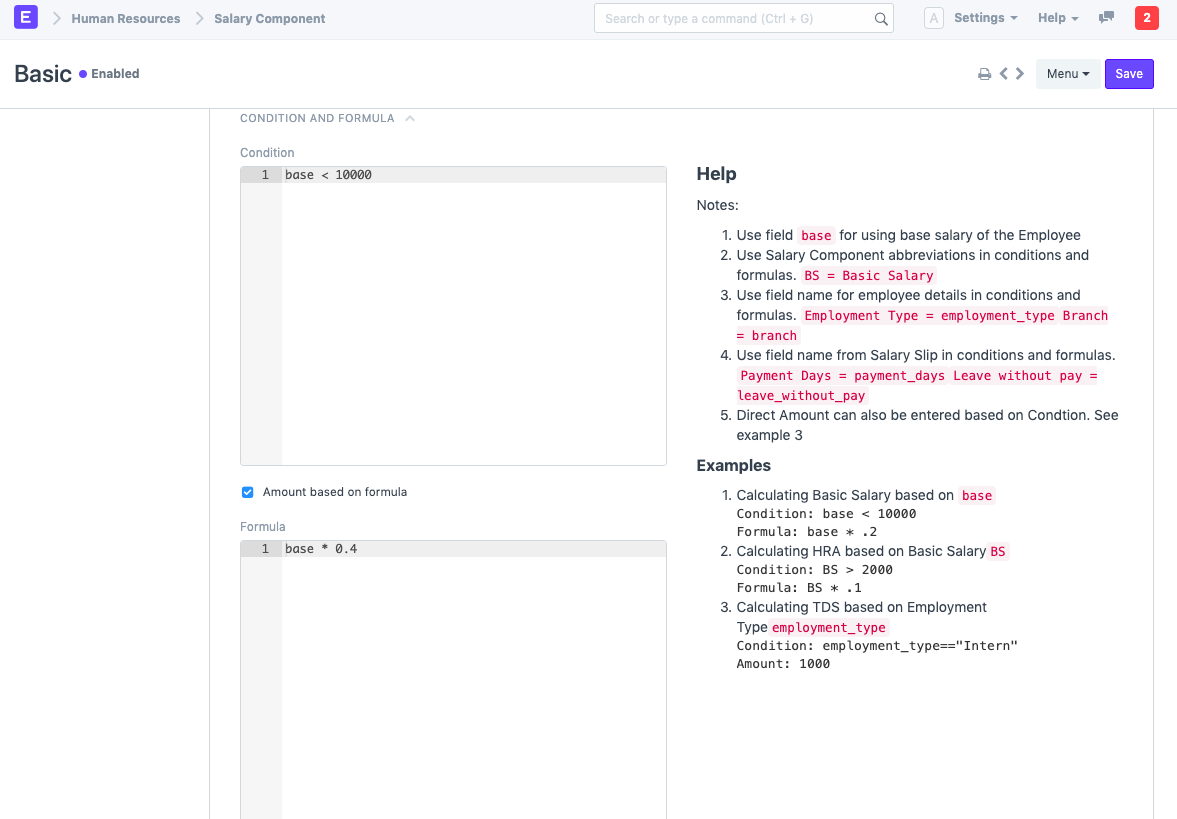 E Human Resources Salary Component Search or type a command (Ctrl + G) A Settings Help 2
Basic Enabled Menu Save
CONDITION AND FORMULA
Condition
1 base < 10000
Amount based on formula
Formula
1 base * 0.4
Help
Notes:
1. Use field base for using base salary of the Employee
2. Use Salary Component abbreviations in conditions and
formulas. BS = Basic Salary
3. Use field name for employee details in conditions and
formulas. Employment Type = employment_type Branch
= branch
4. Use field name from Salary Slip in conditions and formulas.
Payment Days = payment_days Leave without pay =
leave_without_pay
5. Direct Amount can also be entered based on Condtion. See
example 3
Examples
1. Calculating Basic Salary based on base
Condition: base < 10000
Formula: base * .2
2. Calculating HRA based on Basic Salary BS
Condition: BS > 2000
Formula: BS * .1
3. Calculating TDS based on Employment
Type employment_type
Condition: employment_type=="Intern"
Amount: 1000